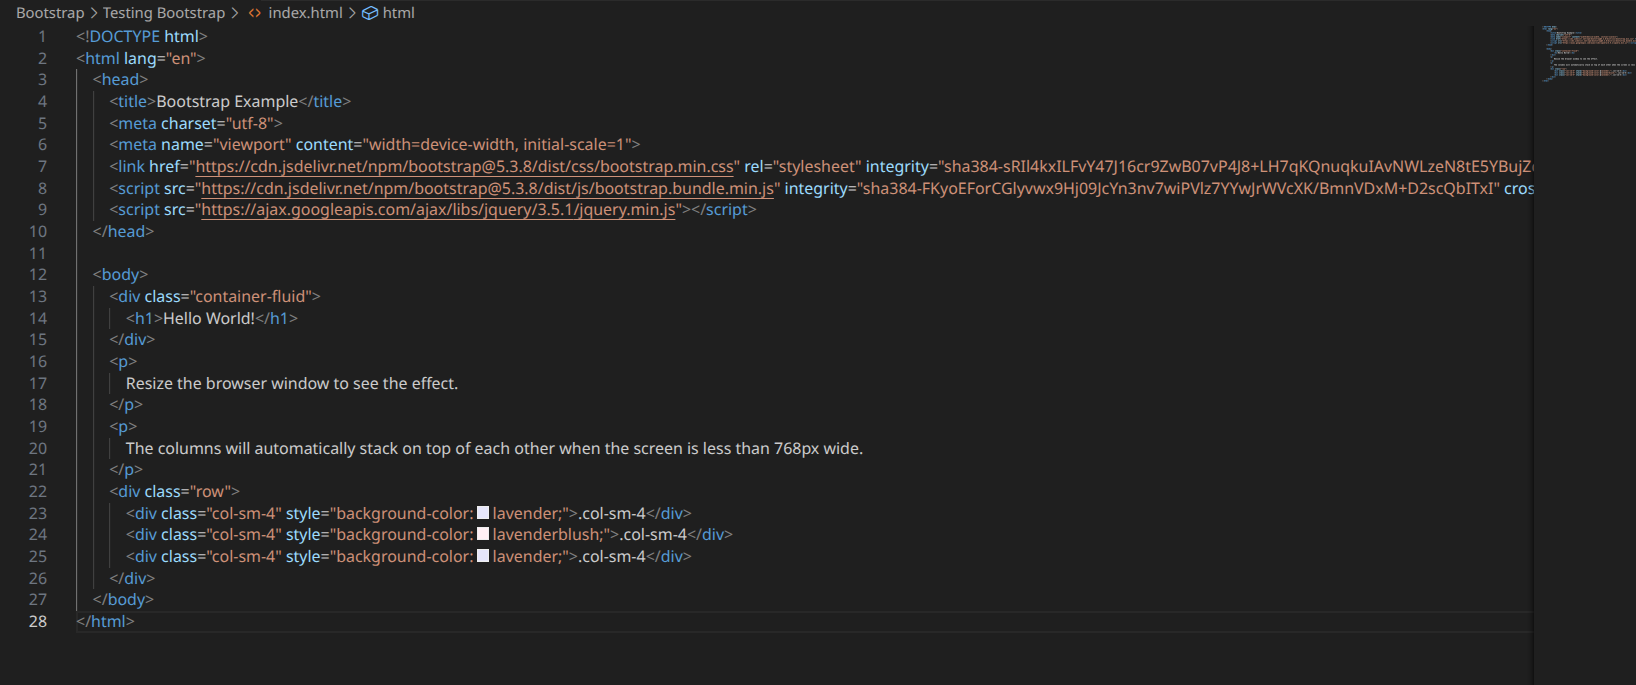 Bootstrap > Testing Bootstrap > <> index.html > html
1 <!DOCTYPE html>
2 <html lang="en">
3 <head>
4 <title>Bootstrap Example</title>
5 <meta charset="utf-8">
6 <meta name="viewport" content="width=device-width, initial-scale=1">
7 <link href="https://cdn.jsdelivr.net/npm/bootstrap@5.3.8/dist/css/bootstrap.min.css" rel="stylesheet" integrity="sha384-sRIl4kxILFvY47J16cr9ZwB07vP4J8+LH7qKQnuqkuIAvNWLzeN8tE5YBujZ
8 <script src="https://cdn.jsdelivr.net/npm/bootstrap@5.3.8/dist/js/bootstrap.bundle.min.js" integrity="sha384-FKyoEForCGlyvwx9Hj09JcYn3nv7wiPVlz7YYwJrWVcXK/BmnVDxM+D2scQbITxI" cros
9 <script src="https://ajax.googleapis.com/ajax/libs/jquery/3.5.1/jquery.min.js"></script>
10 </head>
11
12 <body>
13 <div class="container-fluid">
14 <h1>Hello World!</h1>
15 </div>
16 <p>
17 Resize the browser window to see the effect.
18 </p>
19 <p>
20 The columns will automatically stack on top of each other when the screen is less than 768px wide.
21 </p>
22 <div class="row">
23 <div class="col-sm-4" style="background-color: lavender;">.col-sm-4</div>
24 <div class="col-sm-4" style="background-color: lavenderblush;">.col-sm-4</div>
25 <div class="col-sm-4" style="background-color: lavender;">.col-sm-4</div>
26 </div>
27 </body>
28 </html>